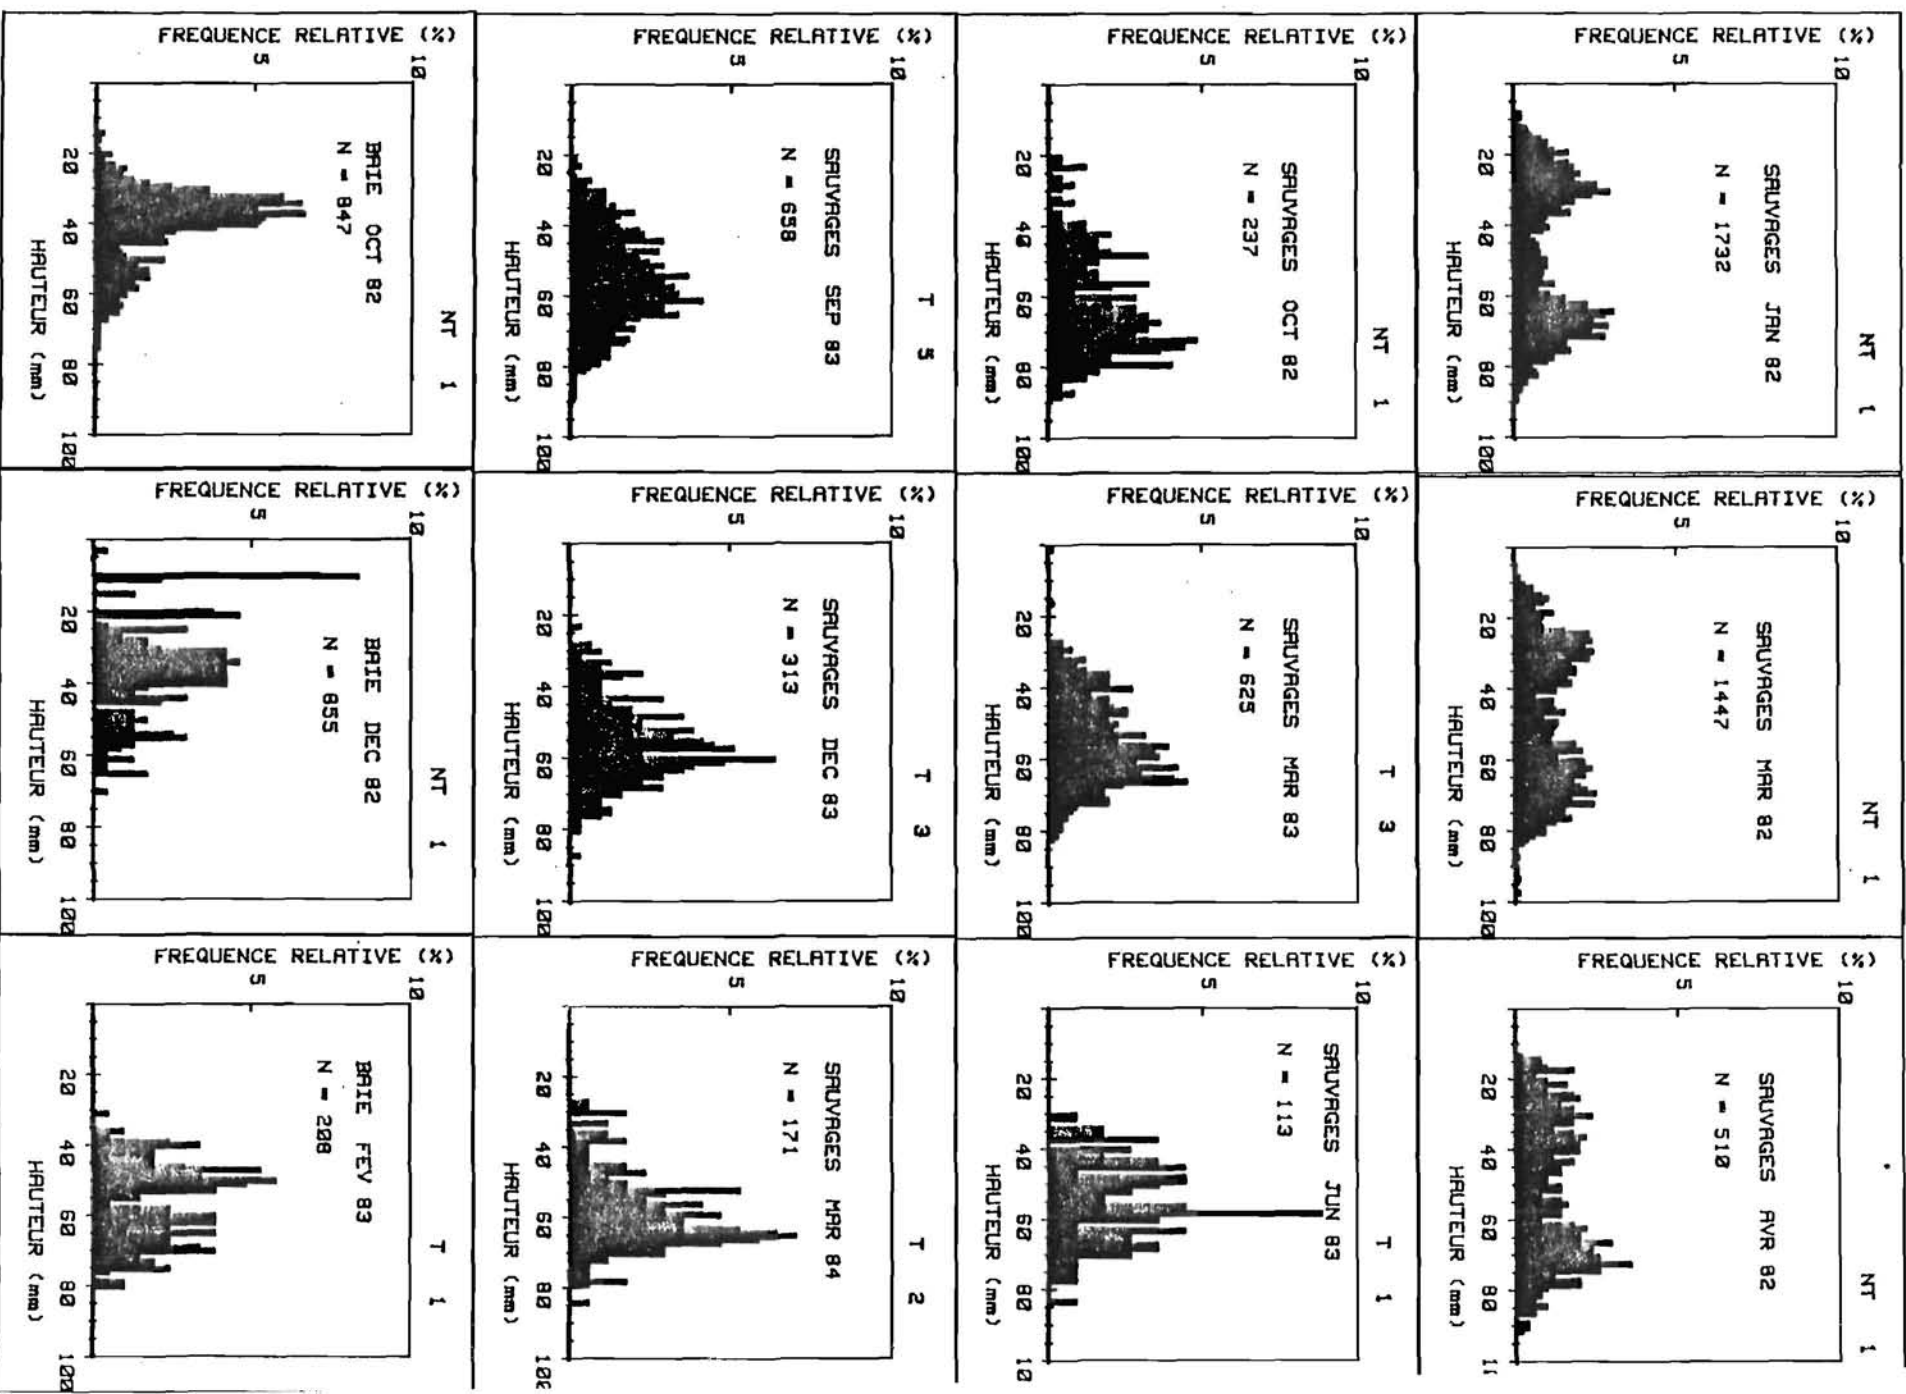 NT 1
SAUVAGES JAN 82
N = 1732
FREQUENCE RELATIVE (%)
10
5
20 40 60 80 100
HAUTEUR (mm)
NT 1
SAUVAGES MAR 82
N = 1447
FREQUENCE RELATIVE (%)
10
5
20 40 60 80 100
HAUTEUR (mm)
NT 1
SAUVAGES AVR 82
N = 510
FREQUENCE RELATIVE (%)
10
5
20 40 60 80
HAUTEUR (mm)
NT 1
SAUVAGES OCT 82
N = 237
FREQUENCE RELATIVE (%)
10
5
20 40 60 80 100
HAUTEUR (mm)
T 3
SAUVAGES MAR 83
N = 625
FREQUENCE RELATIVE (%)
10
5
20 40 60 80 100
HAUTEUR (mm)
T 1
SAUVAGES JUN 83
N = 113
FREQUENCE RELATIVE (%)
10
5
20 40 60 80 10
HAUTEUR (mm)
T 5
SAUVAGES SEP 83
N = 658
FREQUENCE RELATIVE (%)
10
5
20 40 60 80 100
HAUTEUR (mm)
T 3
SAUVAGES DEC 83
N = 313
FREQUENCE RELATIVE (%)
10
5
20 40 60 80 100
HAUTEUR (mm)
T 2
SAUVAGES MAR 84
N = 171
FREQUENCE RELATIVE (%)
10
5
20 40 60 80 100
HAUTEUR (mm)
NT 1
BAIE OCT 82
N = 847
FREQUENCE RELATIVE (%)
10
5
20 40 60 80 100
HAUTEUR (mm)
NT 1
BAIE DEC 82
N = 855
FREQUENCE RELATIVE (%)
10
5
20 40 60 80 100
HAUTEUR (mm)
T 1
BAIE FEV 83
N = 208
FREQUENCE RELATIVE (%)
10
5
20 40 60 80 100
HAUTEUR (mm)